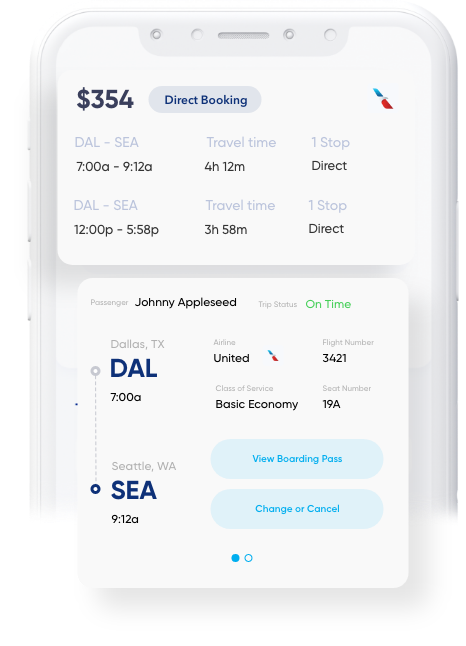 $354 Direct Booking
DAL - SEA Travel time 1 Stop
7:00a - 9:12a 4h 12m Direct
DAL - SEA Travel time 1 Stop
12:00p - 5:58p 3h 58m Direct
Passenger Johnny Appleseed Trip Status On Time
Dallas, TX
DAL
7:00a
Seattle, WA
SEA
9:12a
Airline Flight Number
United 3421
Class of Service Seat Number
Basic Economy 19A
View Boarding Pass
Change or Cancel